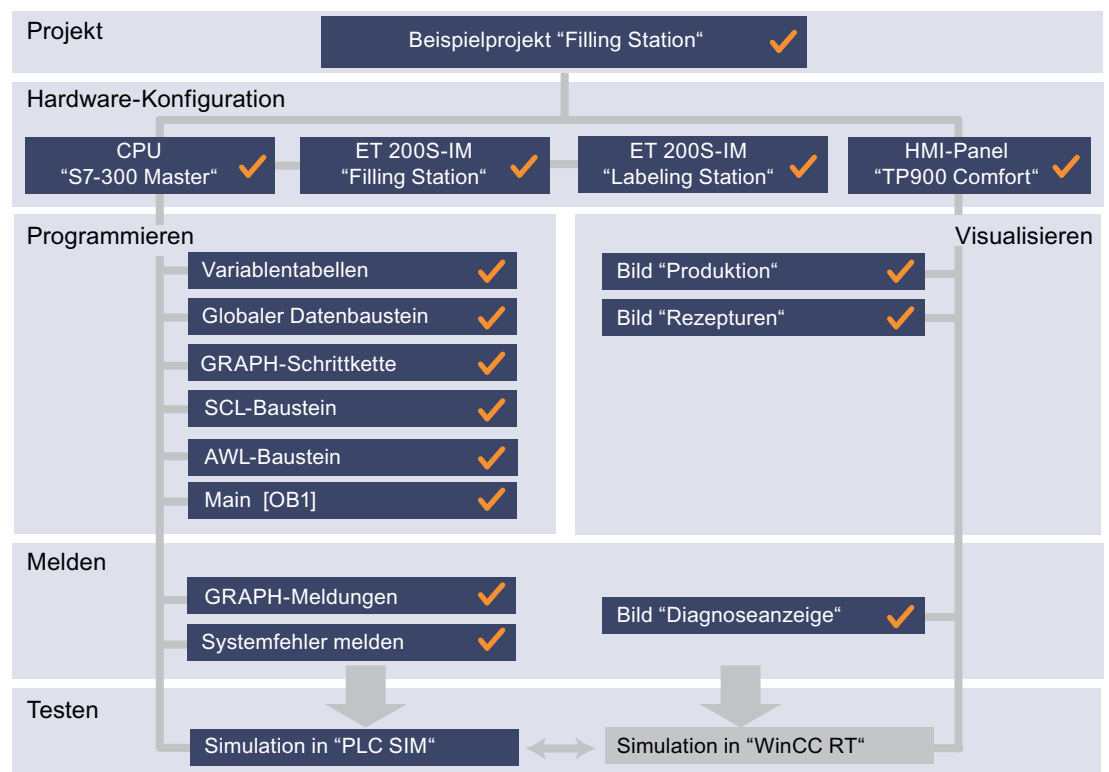 Projekt
Beispielprojekt “Filling Station“
Hardware-Konfiguration
CPU
“S7-300 Master“
ET 200S-IM
“Filling Station“
ET 200S-IM
“Labeling Station“
HMI-Panel
“TP900 Comfort“
Programmieren
Variablentabellen
Globaler Datenbaustein
GRAPH-Schrittkette
SCL-Baustein
AWL-Baustein
Main [OB1]
Visualisieren
Bild “Produktion“
Bild “Rezepturen“
Melden
GRAPH-Meldungen
Systemfehler melden
Bild “Diagnoseanzeige“
Testen
Simulation in “PLC SIM“
Simulation in “WinCC RT“